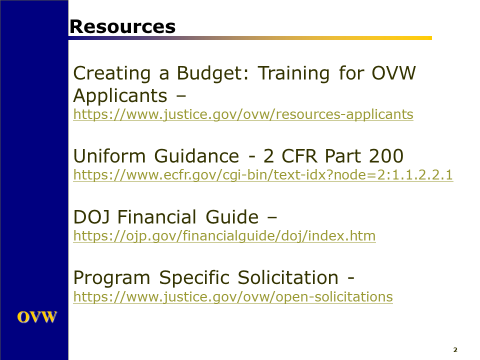 Resources
Creating a Budget: Training for OVW
Applicants –
https://www.justice.gov/ovw/resources-applicants
Uniform Guidance - 2 CFR Part 200
https://www.ecfr.gov/cgi-bin/text-idx?node=2:1.1.2.2.1
DOJ Financial Guide –
https://ojp.gov/financialguide/doj/index.htm
Program Specific Solicitation -
https://www.justice.gov/ovw/open-solicitations
OVW
2